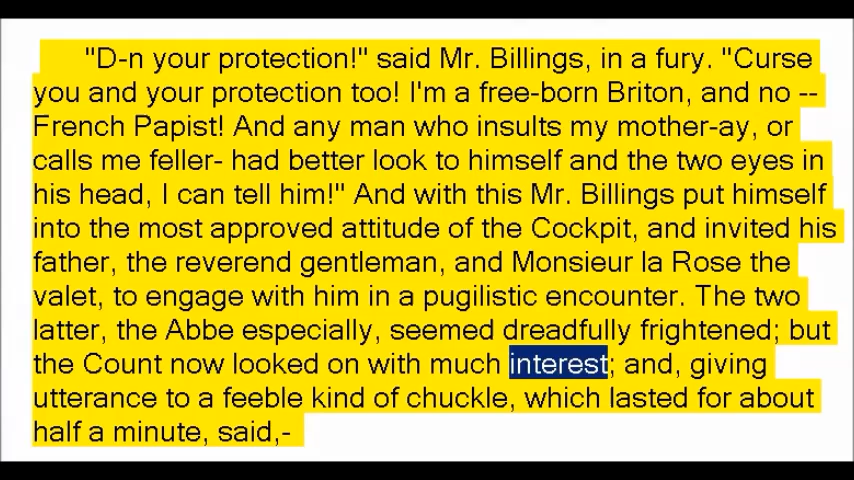 "D-n your protection!" said Mr. Billings, in a fury. "Curse
you and your protection too! I'm a free-born Briton, and no --
French Papist! And any man who insults my mother-ay, or
calls me feller- had better look to himself and the two eyes in
his head, I can tell him!" And with this Mr. Billings put himself
into the most approved attitude of the Cockpit, and invited his
father, the reverend gentleman, and Monsieur la Rose the
valet, to engage with him in a pugilistic encounter. The two
latter, the Abbe especially, seemed dreadfully frightened; but
the Count now looked on with much interest; and, giving
utterance to a feeble kind of chuckle, which lasted for about
half a minute, said,-